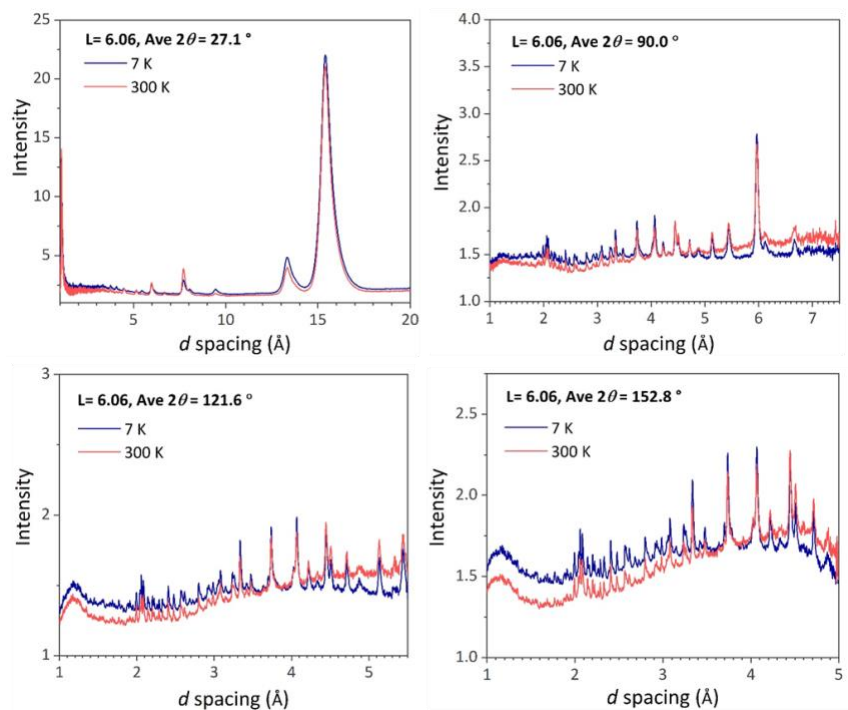 L= 6.06, Ave 2θ = 27.1 °
7 K
300 K
Intensity
25
20
15
10
5
5
10
15
20
d spacing (Å)
L= 6.06, Ave 2θ = 90.0 °
7 K
300 K
Intensity
4.0
3.5
3.0
2.5
2.0
1.5
1.0
1
2
3
4
5
6
7
d spacing (Å)
L= 6.06, Ave 2θ = 121.6 °
7 K
300 K
Intensity
3
2
1
1
2
3
4
5
d spacing (Å)
L= 6.06, Ave 2θ = 152.8 °
7 K
300 K
Intensity
2.5
2.0
1.5
1.0
1
2
3
4
5
d spacing (Å)